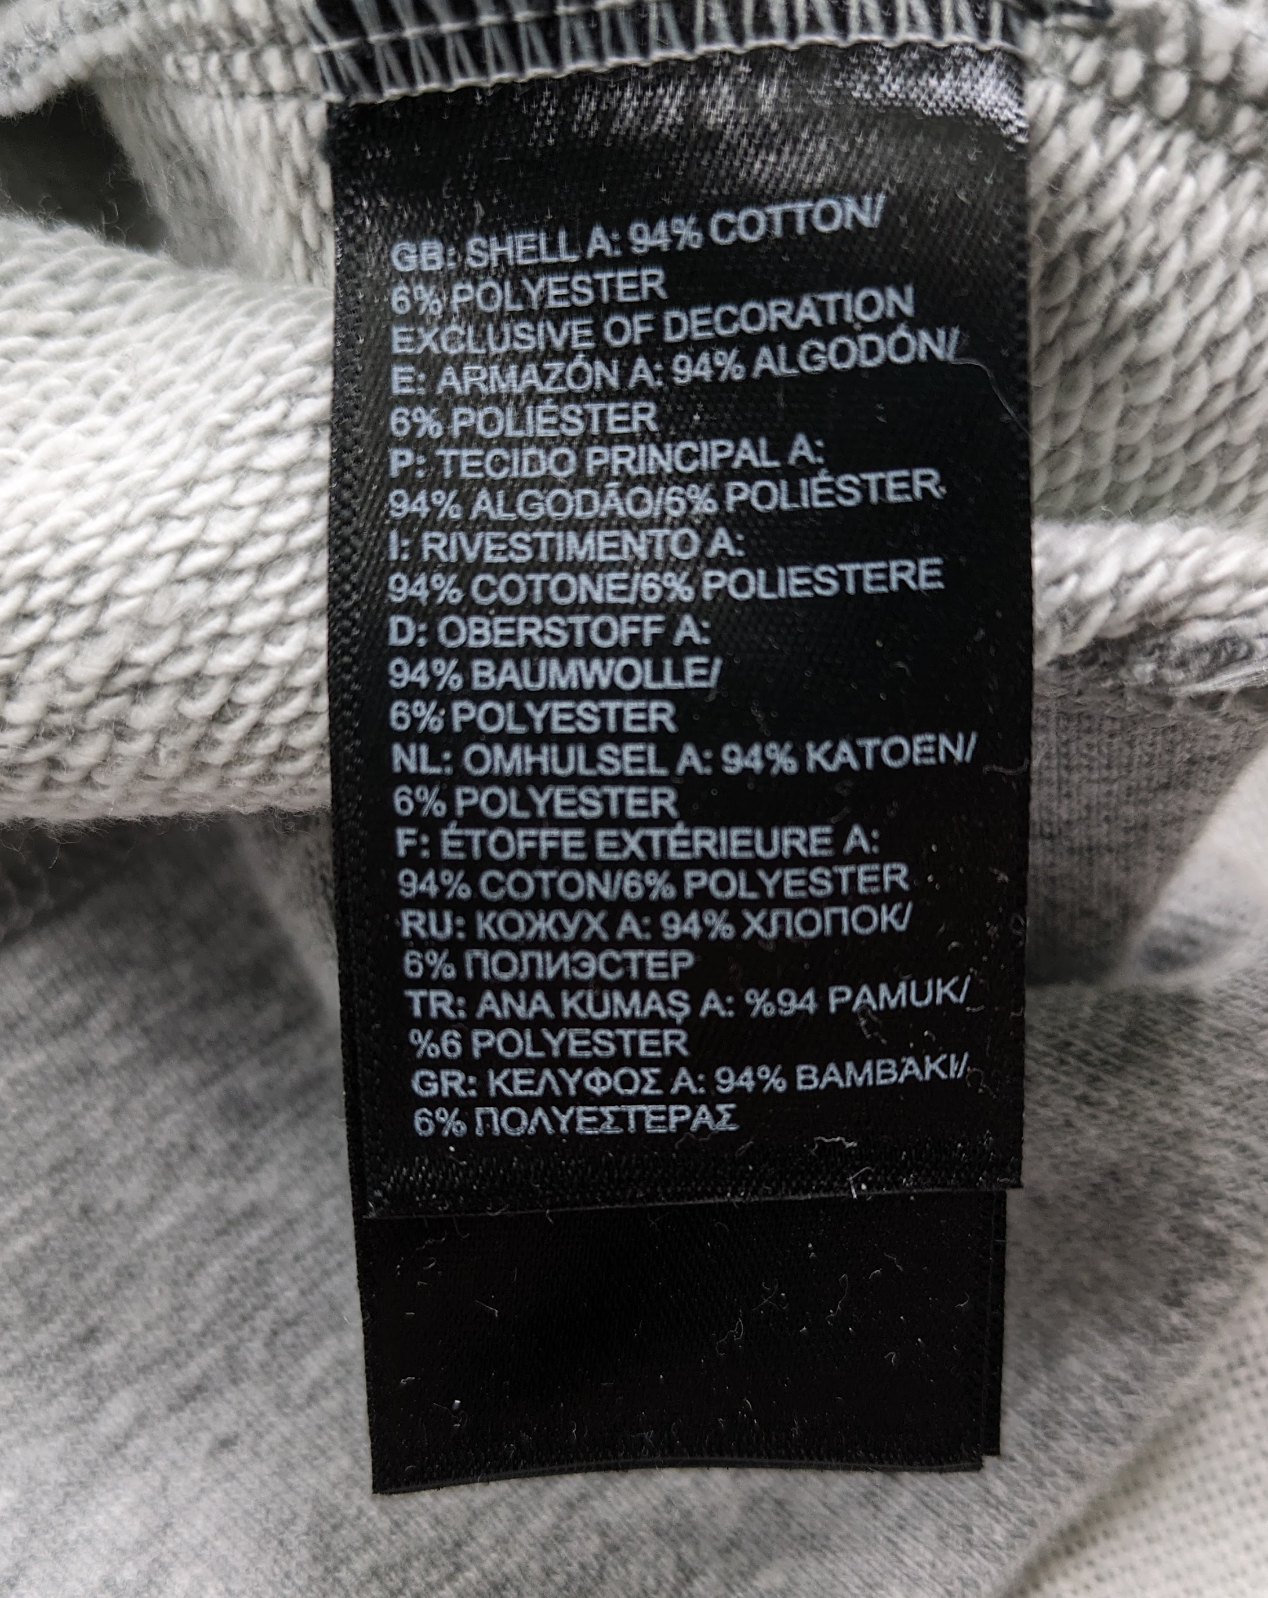 GB: SHELL A: 94% COTTON/
6% POLYESTER
EXCLUSIVE OF DECORATION
E: ARMAZÓN A: 94% ALGODÓN/
6% POLIÉSTER
P: TECIDO PRINCIPAL A:
94% ALGODÃO/6% POLIÉSTER
I: RIVESTIMENTO A:
94% COTONE/6% POLIESTERE
D: OBERSTOFF A:
94% BAUMWOLLE/
6% POLYESTER
NL: OMHULSEL A: 94% KATOEN/
6% POLYESTER
F: ÉTOFFE EXTÉRIEURE A:
94% COTON/6% POLYESTER
RU: КОЖУХ A: 94% ХЛОПОК/
6% ПОЛИЭСТЕР
TR: ANA KUMAŞ A: %94 PAMUK/
%6 POLYESTER
GR: ΚΕΛΥΦΟΣ A: 94% ΒΑΜΒΑΚΙ/
6% ΠΟΛΥΕΣΤΕΡΑΣ